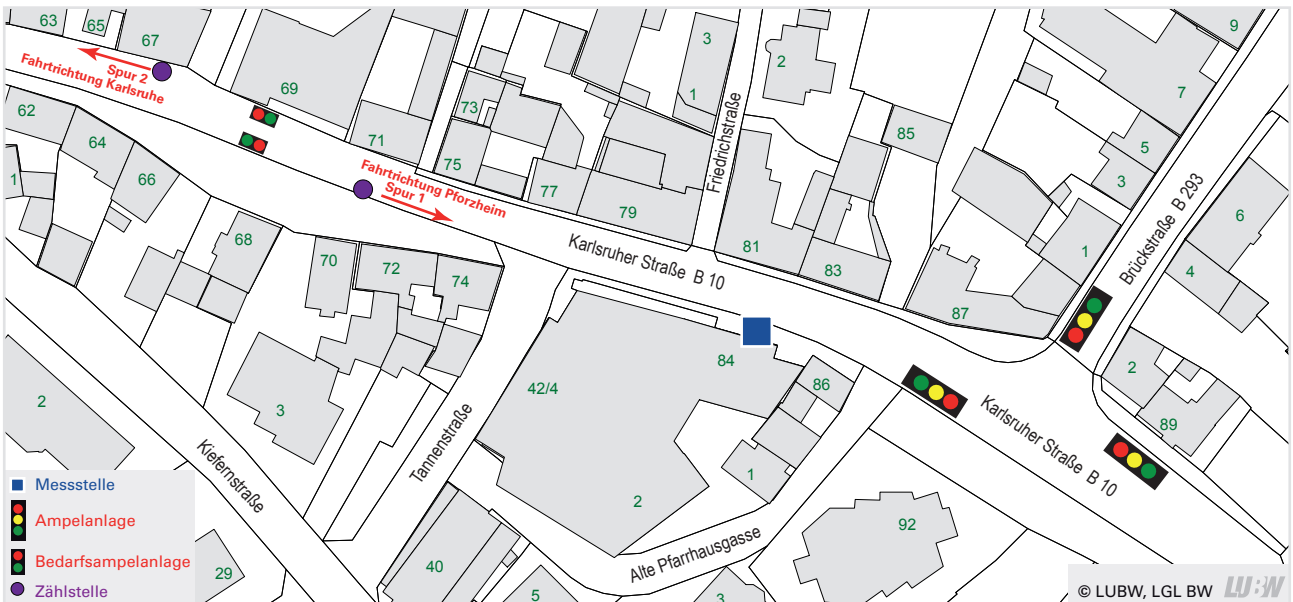 63
65
67
9
Spur 2
Fahrtrichtung Karlsruhe
69
3
2
7
1
73
71
62
64
66
1
75
85
5
3
Fahrtrichtung Pforzheim
Spur 1
77
79
Friedrichstraße
6
Brückstraße B 293
68
70
72
74
Karlsruher Straße B 10
81
83
1
4
87
84
86
2
42/4
3
2
Karlsruher Straße B 10
89
Kiefernstraße
Tannenstraße
1
2
92
Alte Pfarrhausgasse
40
29
5
3
Messstelle
Ampelanlage
Bedarfsampelanlage
Zählstelle
© LUBW, LGL BW LUBW